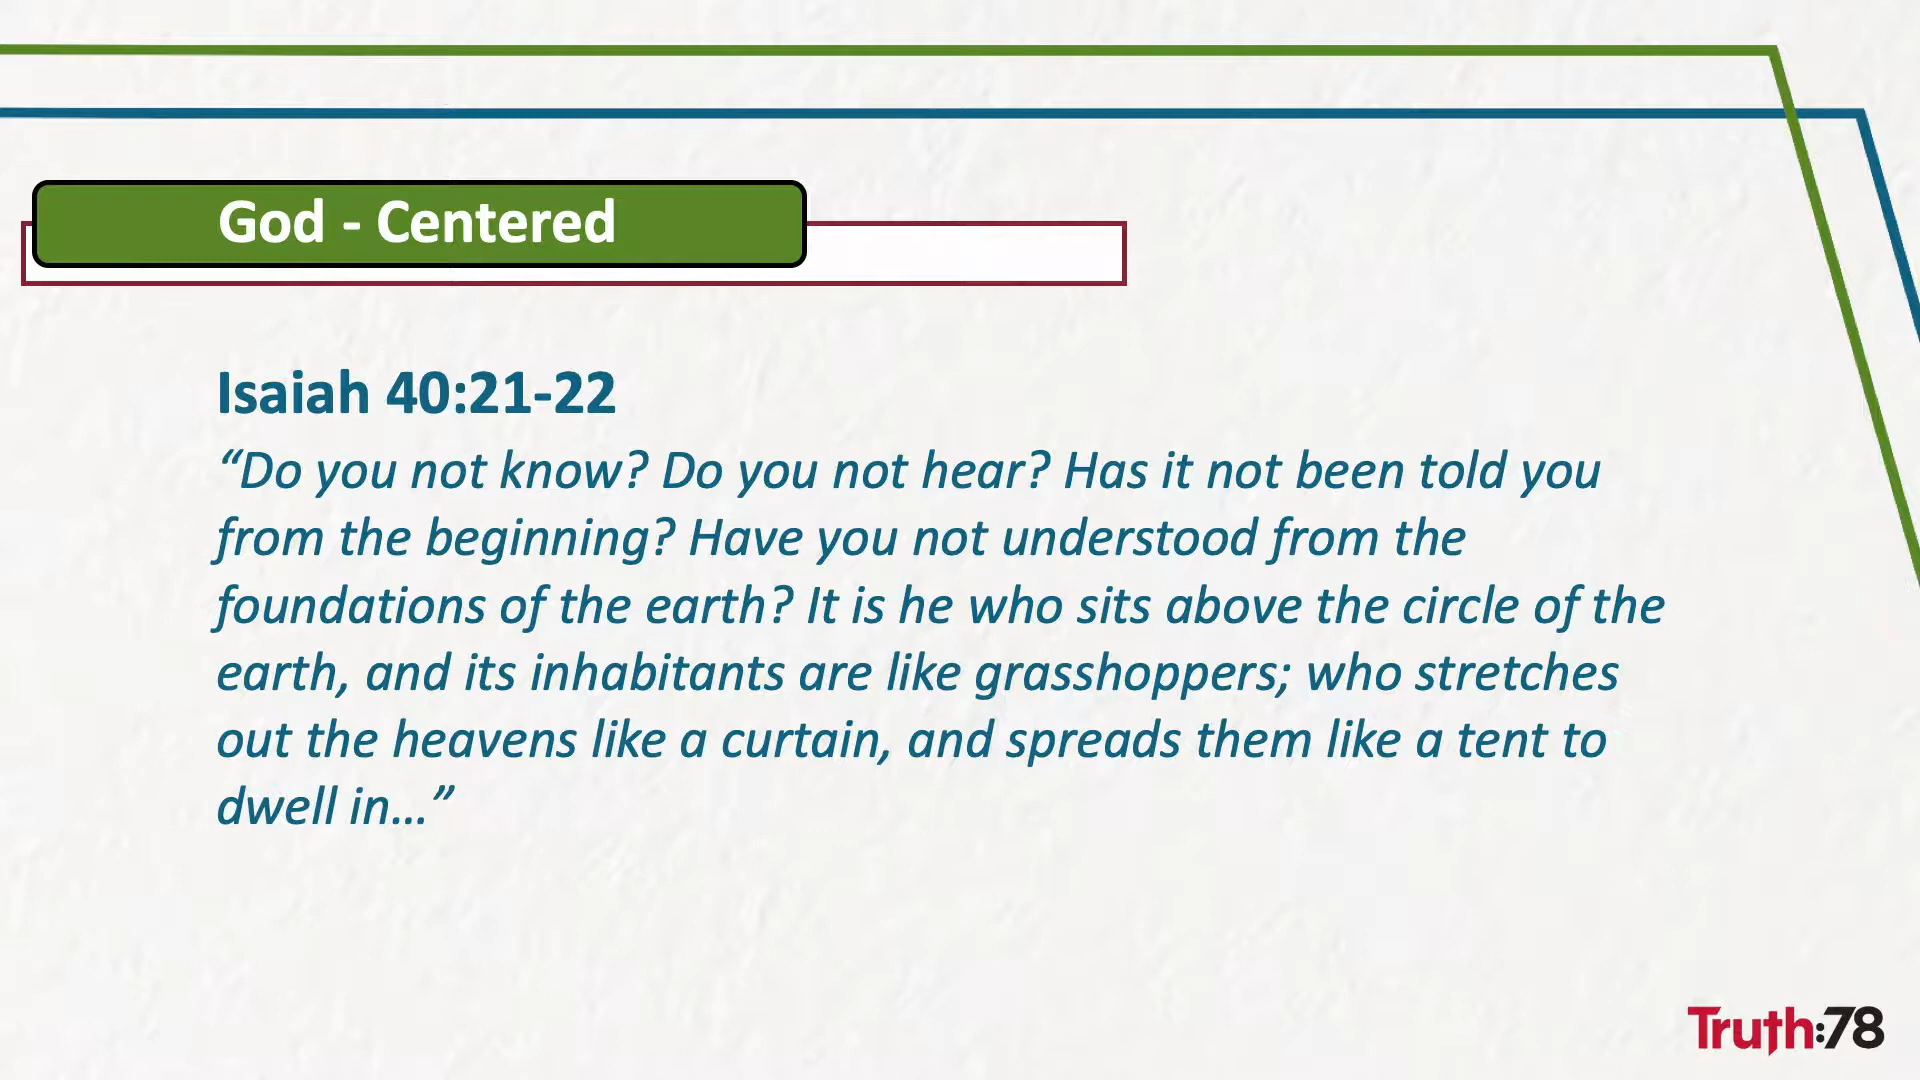 God - Centered
Isaiah 40:21-22
“Do you not know? Do you not hear? Has it not been told you
from the beginning? Have you not understood from the
foundations of the earth? It is he who sits above the circle of the
earth, and its inhabitants are like grasshoppers; who stretches
out the heavens like a curtain, and spreads them like a tent to
dwell in…”
Truth:78